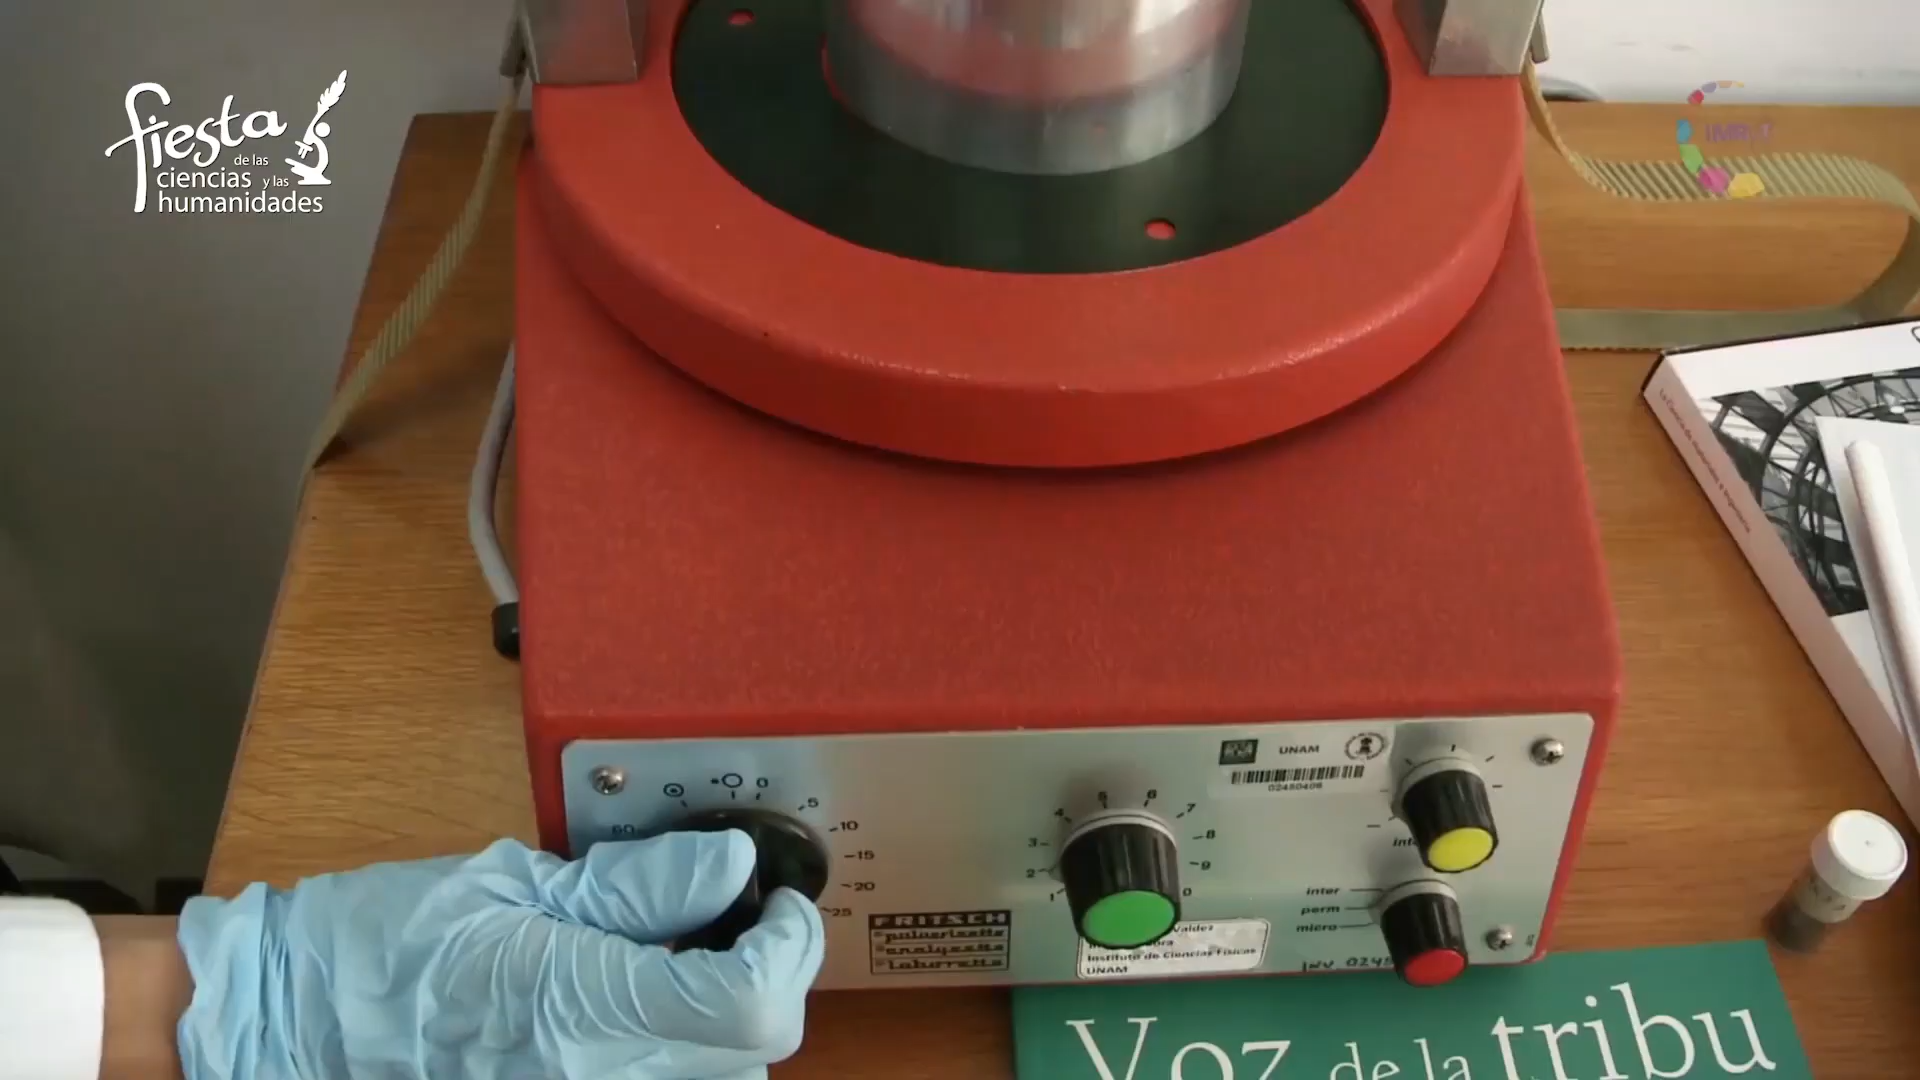 fiesta
de las
ciencias y las
humanidades
UNAM
02450406
0
5
10
15
20
25
60
1
2
3
4
5
6
7
8
9
0
inter
perm
micro
FRITSCH
pulverisette
analysette
laborette
Valdez
Instituto de Ciencias Físicas
UNAM
Voz de la tribu